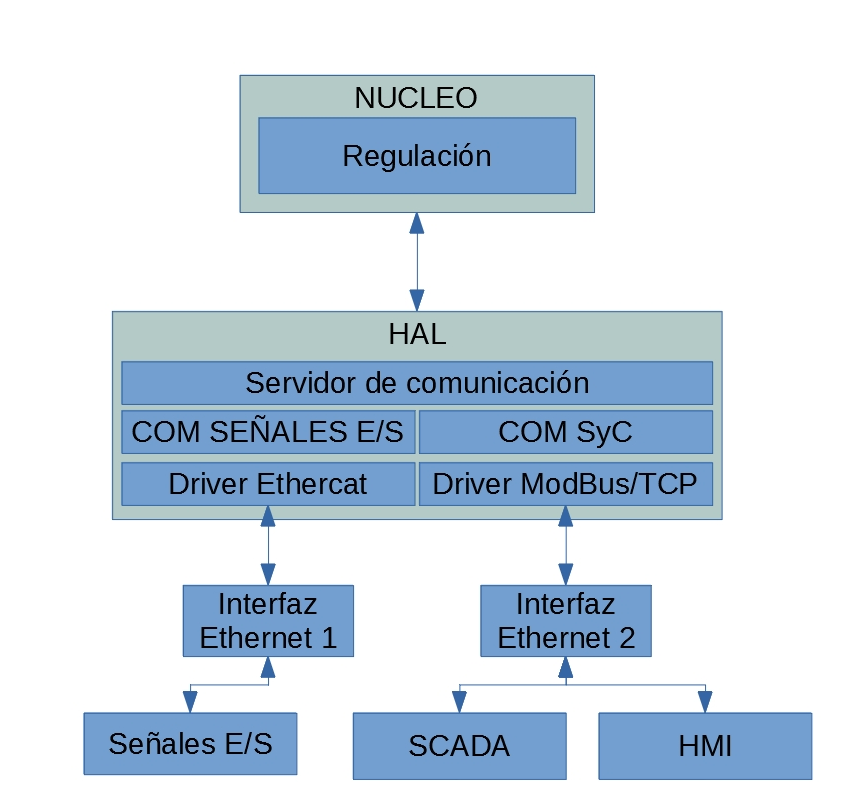 NUCLEO
Regulación
HAL
Servidor de comunicación
COM SEÑALES E/S
COM SyC
Driver Ethercat
Driver ModBus/TCP
Interfaz
Ethernet 1
Interfaz
Ethernet 2
Señales E/S
SCADA
HMI